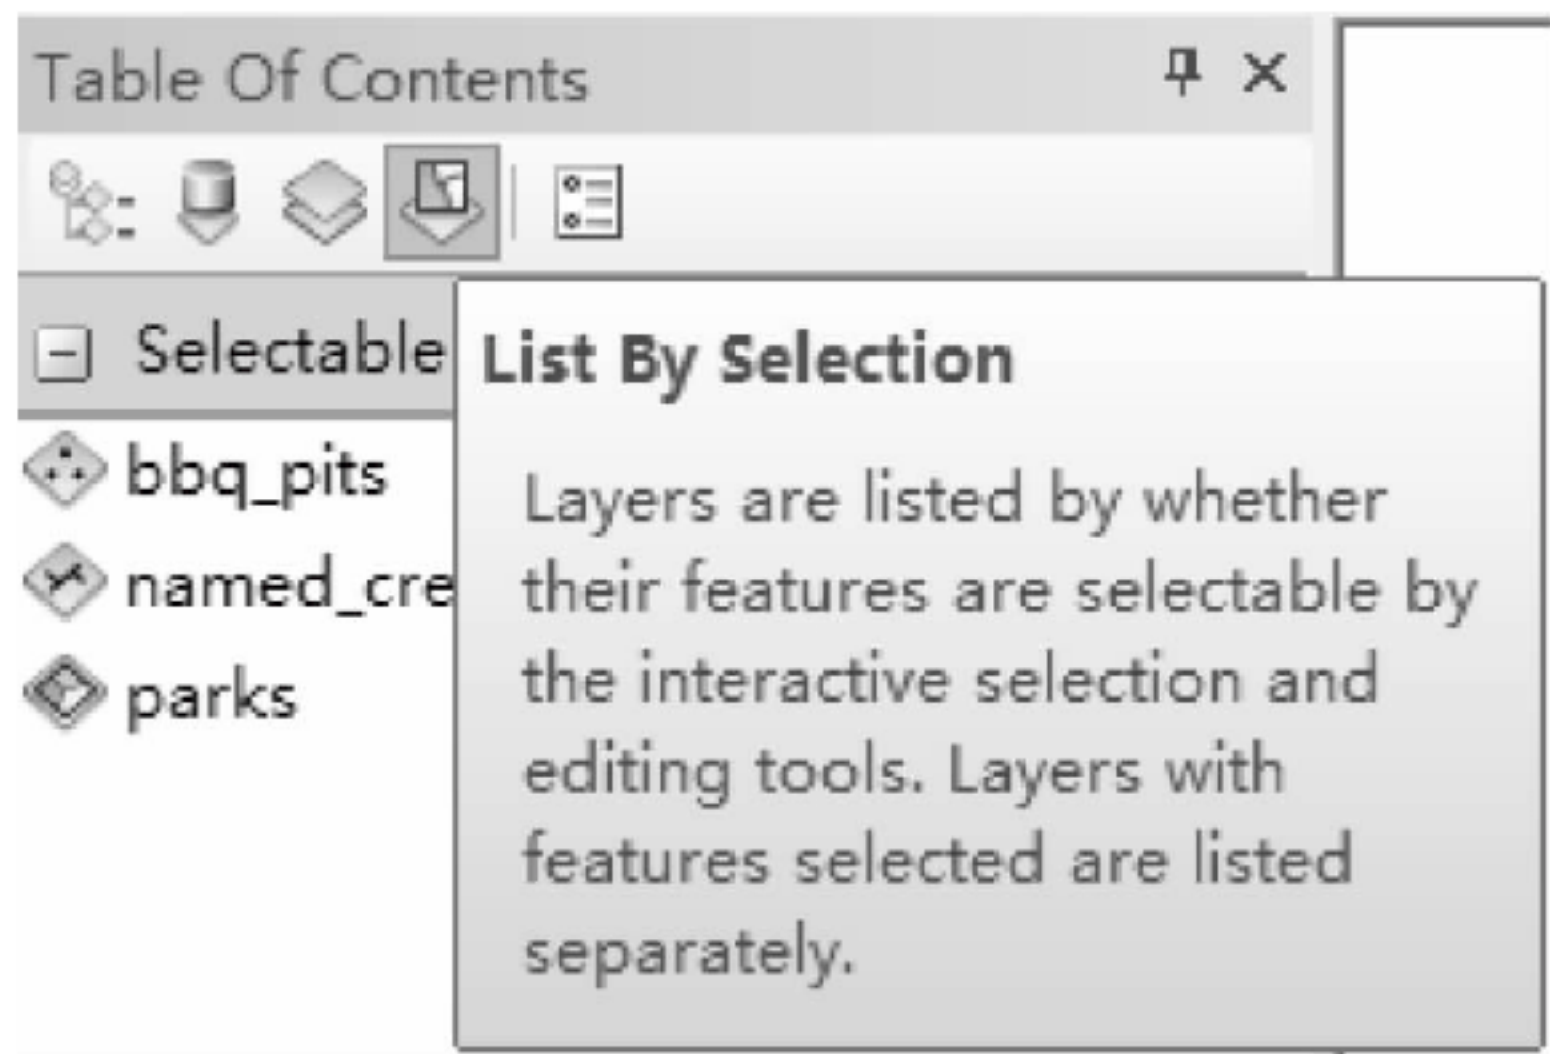 Table Of Contents
Selectable
List By Selection
bbq_pits
named_cre
parks
Layers are listed by whether
their features are selectable by
the interactive selection and
editing tools. Layers with
features selected are listed
separately.